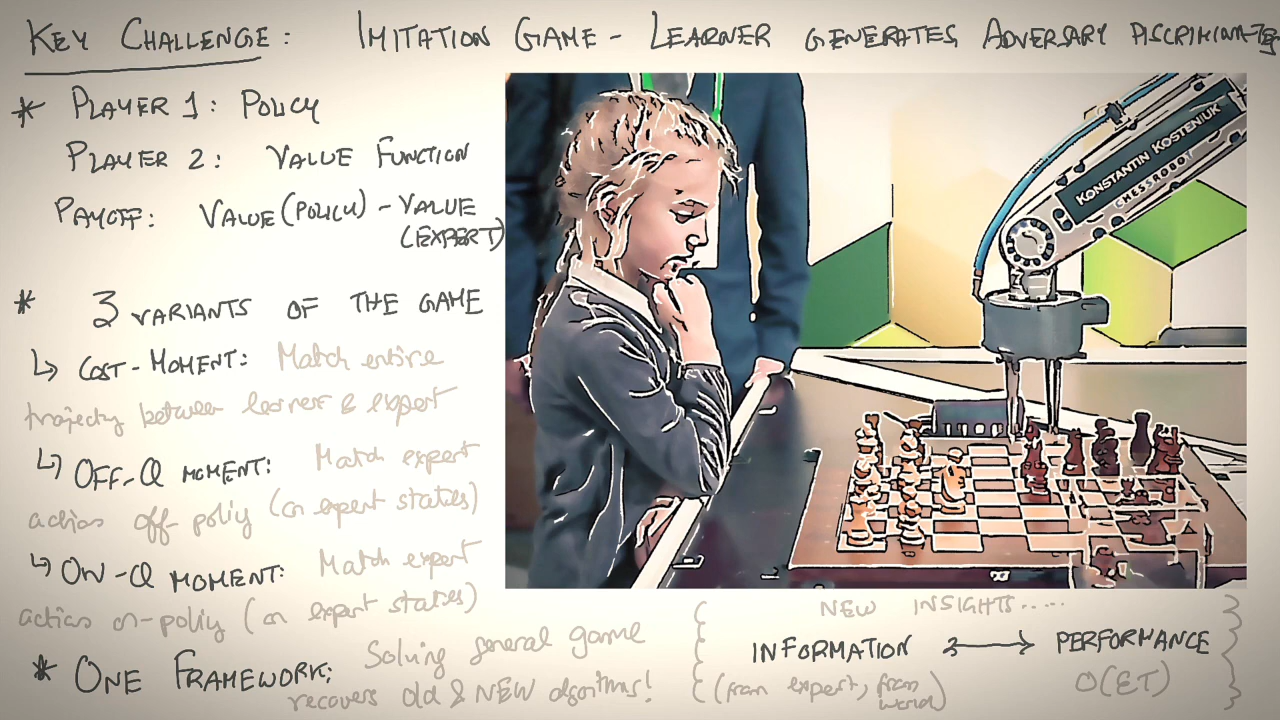 KEY CHALLENGE: IMITATION GAME - LEARNER GENERATES, ADVERSARY DISCRIMINATES
* PLAYER 1: POLICY
PLAYER 2: VALUE FUNCTION
PAYOFF: VALUE(POLICY) - VALUE
(EXPERT)
* 3 VARIANTS OF THE GAME
↳ COST-MOMENT: Match entire
trajectory between learner & expert
↳ OFF-Q MOMENT: Match expert
action off-policy (on expert states)
↳ ON-Q MOMENT: Match expert
action on-policy (on expert states)
* ONE FRAMEWORK: Solving general game
recovers old & NEW algorithms!
KONSTANTIN KOSTENIUK
CHESSROBOT
NEW INSIGHTS.....
INFORMATION ↔ PERFORMANCE
(from expert, from world) O(ET)